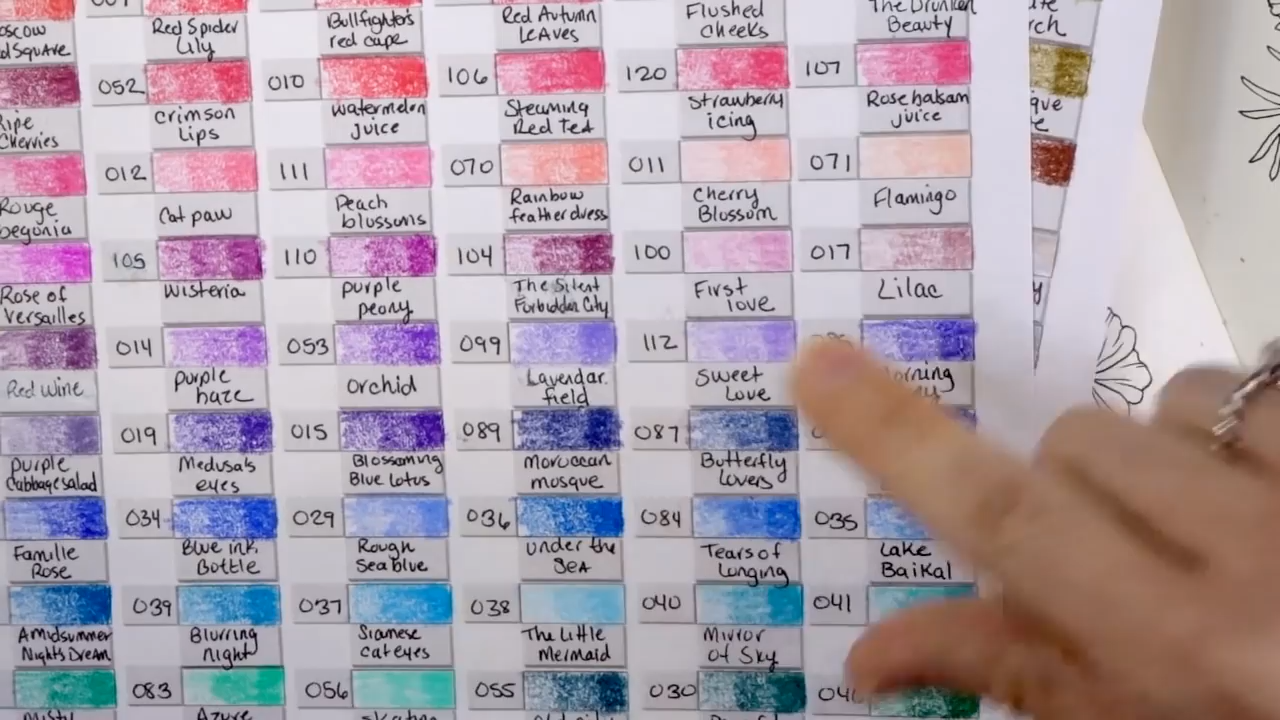 Red Spider
Lily
Bullfighter's
red cape
Red Autumn
Leaves
Flushed
cheeks
The Drunken
Beauty
052
010
106
120
107
Ripe
Cherries
crimson
Lips
watermelon
juice
Steaming
Red Tea
Strawberry
icing
Rose balsam
juice
012
111
070
011
071
Rouge
begonia
Cat paw
Peach
blossoms
Rainbow
feather dress
Cherry
Blossom
Flamingo
105
110
104
100
017
Rose of
Versailles
Wisteria
purple
peony
The Silent
Forbidden City
First
love
Lilac
014
053
099
112
Red Wine
purple
haze
Orchid
Lavendar
field
Sweet
Love
019
015
089
087
purple
Cabbage salad
Medusa's
eyes
Blossoming
Blue Lotus
Moroccan
mosque
Butterfly
Lovers
034
029
036
084
035
Famille
Rose
Blue ink
Bottle
Rough
Sea blue
under the
Sea
Tears of
Longing
Lake
Baikal
039
037
038
040
041
A midsummer
Nights Dream
Blurring
night
Siamese
cat eyes
The Little
Mermaid
Mirror
of Sky
083
056
055
030